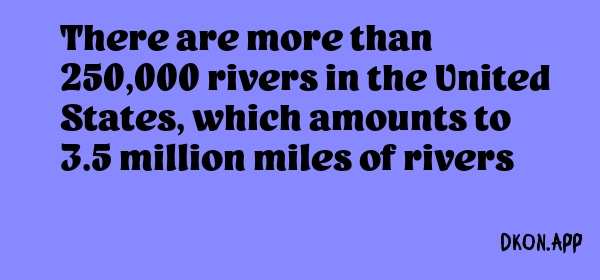 There are more than
250,000 rivers in the United
States, which amounts to
3.5 million miles of rivers
DKON.APP